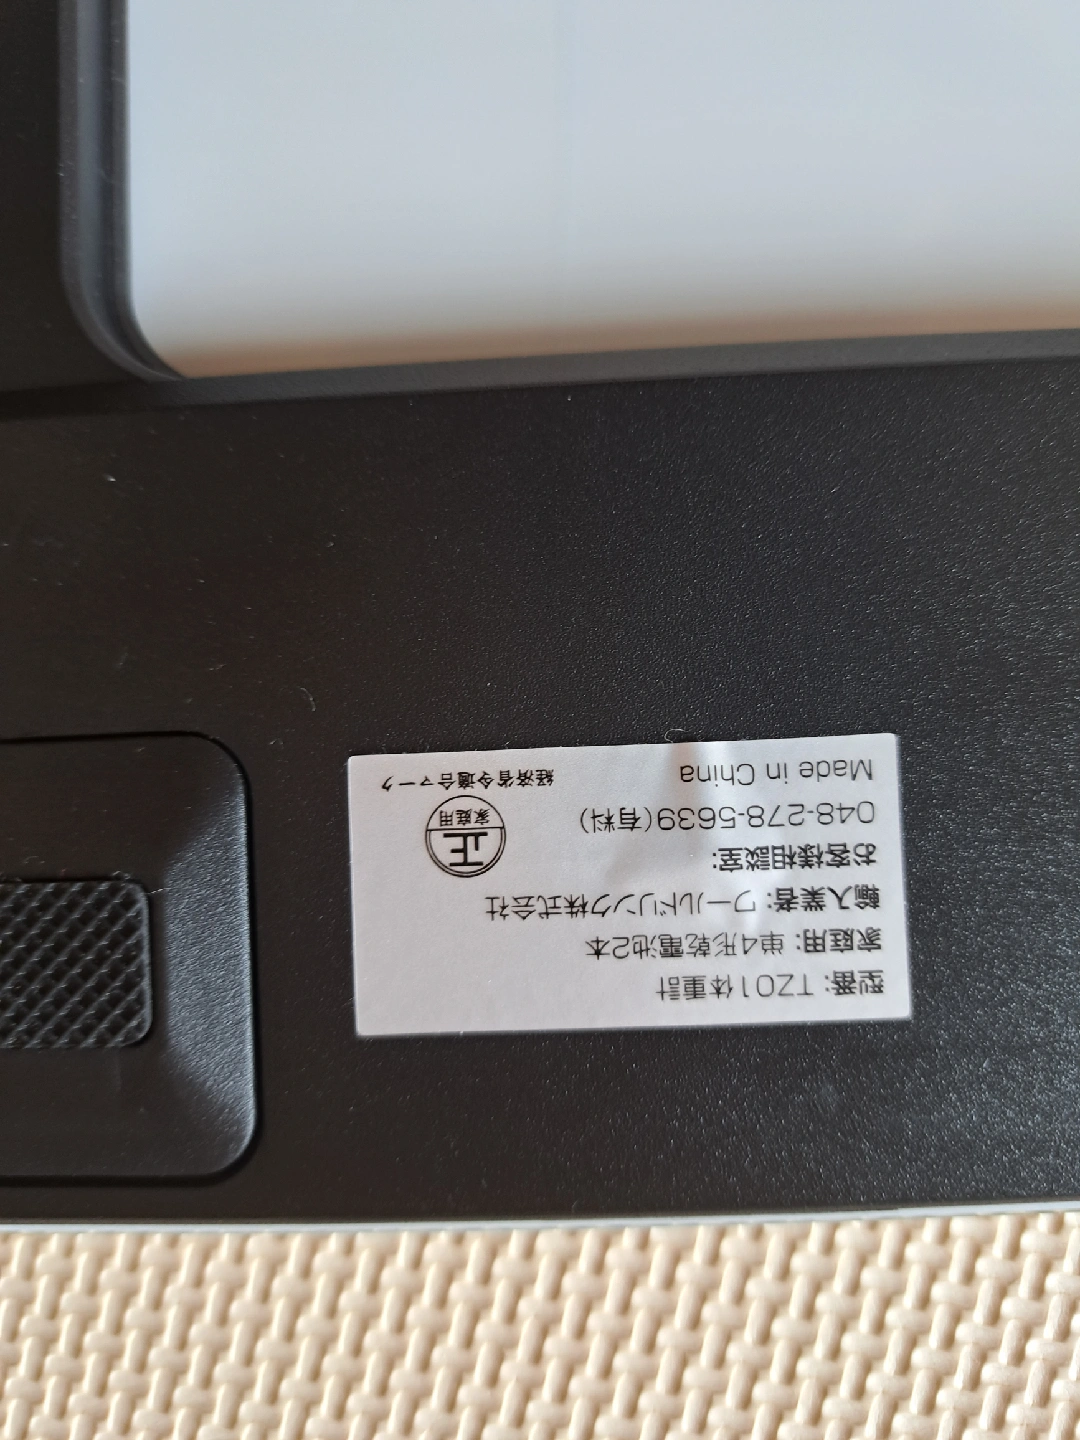 型番: TZ01体重計
家庭用: 単4形乾電池2本
輸入業者: ワールドリンク株式会社
お客様相談室:
048-278-5639(有料)
Made in China
正
家庭用
経済省令適合マーク